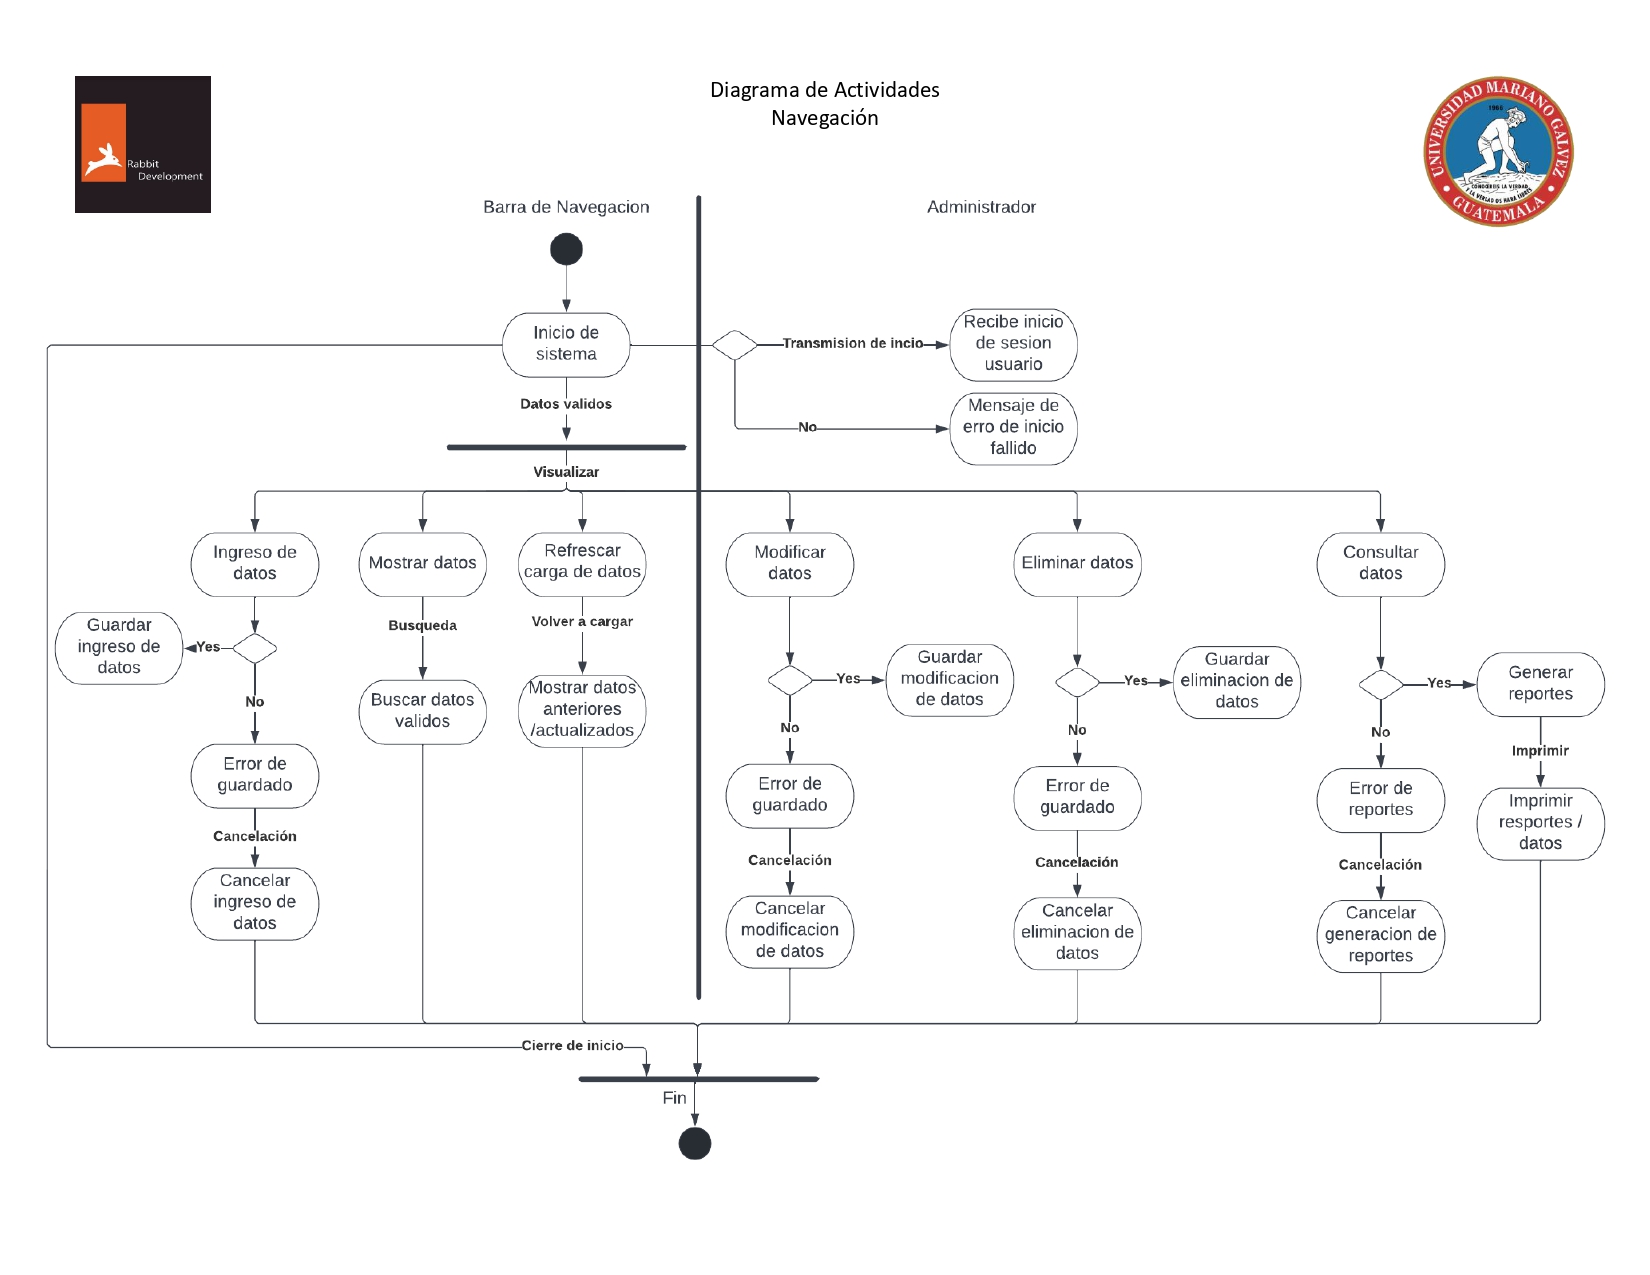 Diagrama de Actividades
Navegación
Rabbit
Development
UNIVERSIDAD MARIANO GALVEZ
1966
CONOCEREIS LA VERDAD
Y LA VERDAD OS HARA LIBRES
GUATEMALA
Barra de Navegacion
Administrador
Inicio de
sistema
Transmision de incio
Recibe inicio
de sesion
usuario
No
Mensaje de
erro de inicio
fallido
Datos validos
Visualizar
Ingreso de
datos
Mostrar datos
Refrescar
carga de datos
Modificar
datos
Eliminar datos
Consultar
datos
Guardar
ingreso de
datos
Yes
Busqueda
Volver a cargar
Yes
Guardar
modificacion
de datos
Yes
Guardar
eliminacion de
datos
Yes
Generar
reportes
No
Buscar datos
validos
Mostrar datos
anteriores
/actualizados
No
No
No
Imprimir
Error de
guardado
Error de
guardado
Error de
guardado
Error de
reportes
Imprimir
resportes /
datos
Cancelación
Cancelación
Cancelación
Cancelación
Cancelar
ingreso de
datos
Cancelar
modificacion
de datos
Cancelar
eliminacion de
datos
Cancelar
generacion de
reportes
Cierre de inicio
Fin